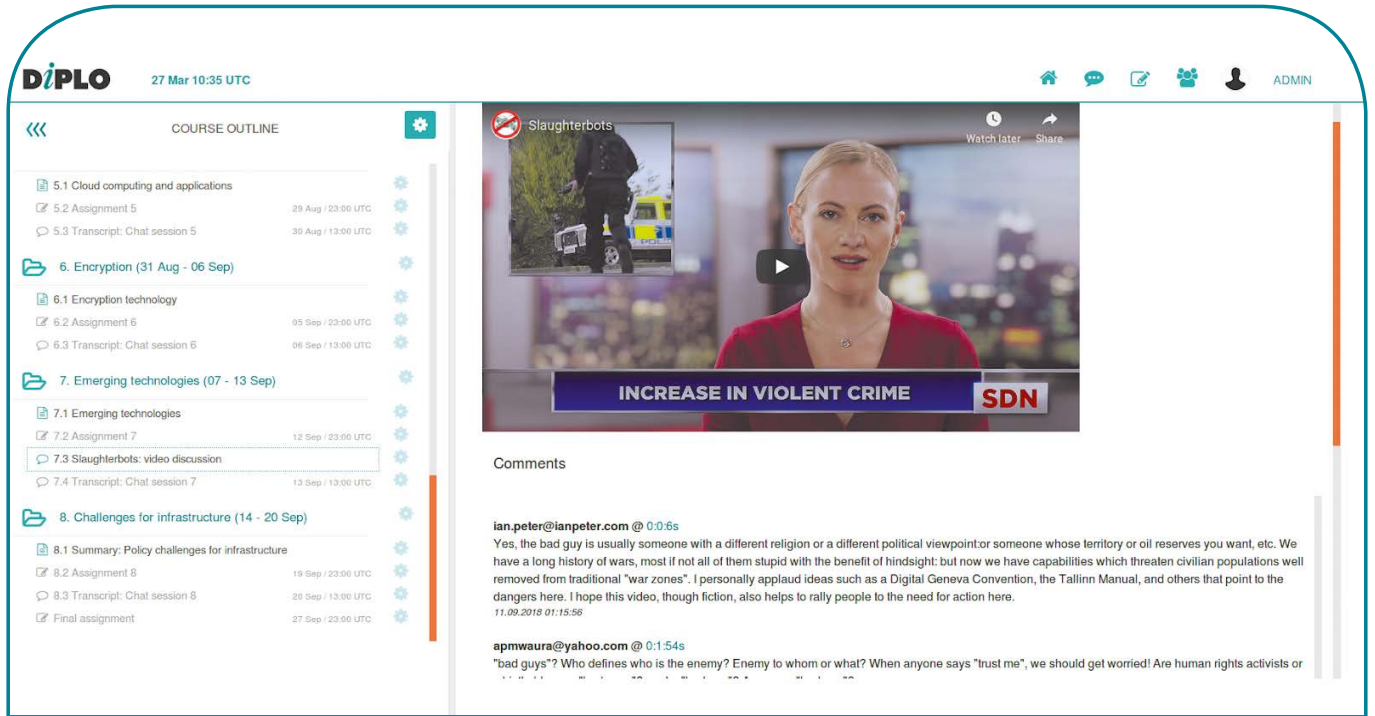 DiPLO
27 Mar 10:35 UTC
ADMIN
COURSE OUTLINE
5.1 Cloud computing and applications
5.2 Assignment 5 29 Aug / 23:00 UTC
5.3 Transcript: Chat session 5 30 Aug / 13:00 UTC
6. Encryption (31 Aug - 06 Sep)
6.1 Encryption technology
6.2 Assignment 6 05 Sep / 23:00 UTC
6.3 Transcript: Chat session 6 06 Sep / 13:00 UTC
7. Emerging technologies (07 - 13 Sep)
7.1 Emerging technologies
7.2 Assignment 7 12 Sep / 23:00 UTC
7.3 Slaughterbots: video discussion
7.4 Transcript: Chat session 7 13 Sep / 13:00 UTC
8. Challenges for infrastructure (14 - 20 Sep)
8.1 Summary: Policy challenges for infrastructure
8.2 Assignment 8 19 Sep / 23:00 UTC
8.3 Transcript: Chat session 8 20 Sep / 13:00 UTC
Final assignment 27 Sep / 23:00 UTC
Slaughterbots
Watch later Share
POLICE
INCREASE IN VIOLENT CRIME
SDN
Comments
ian.peter@ianpeter.com @ 0:0:6s
Yes, the bad guy is usually someone with a different religion or a different political viewpoint:or someone whose territory or oil reserves you want, etc. We
have a long history of wars, most if not all of them stupid with the benefit of hindsight: but now we have capabilities which threaten civilian populations well
removed from traditional "war zones". I personally applaud ideas such as a Digital Geneva Convention, the Tallinn Manual, and others that point to the
dangers here. I hope this video, though fiction, also helps to rally people to the need for action here.
11.09.2018 01:15:56
apmwaura@yahoo.com @ 0:1:54s
"bad guys"? Who defines who is the enemy? Enemy to whom or what? When anyone says "trust me", we should get worried! Are human rights activists or